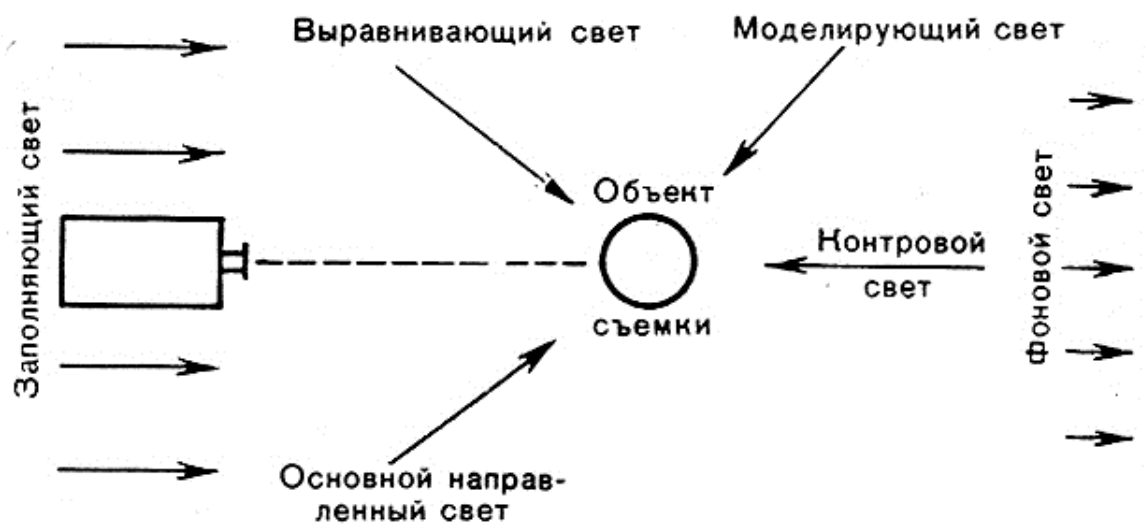 Выравнивающий свет
Моделирующий свет
Заполняющий свет
Объект
съемки
Контровой
свет
Фоновой свет
Основной направ-
ленный свет